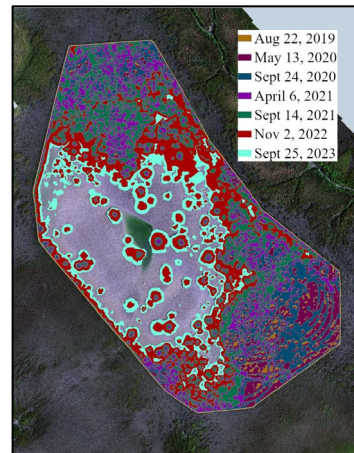 Aug 22, 2019
May 13, 2020
Sept 24, 2020
April 6, 2021
Sept 14, 2021
Nov 2, 2022
Sept 25, 2023